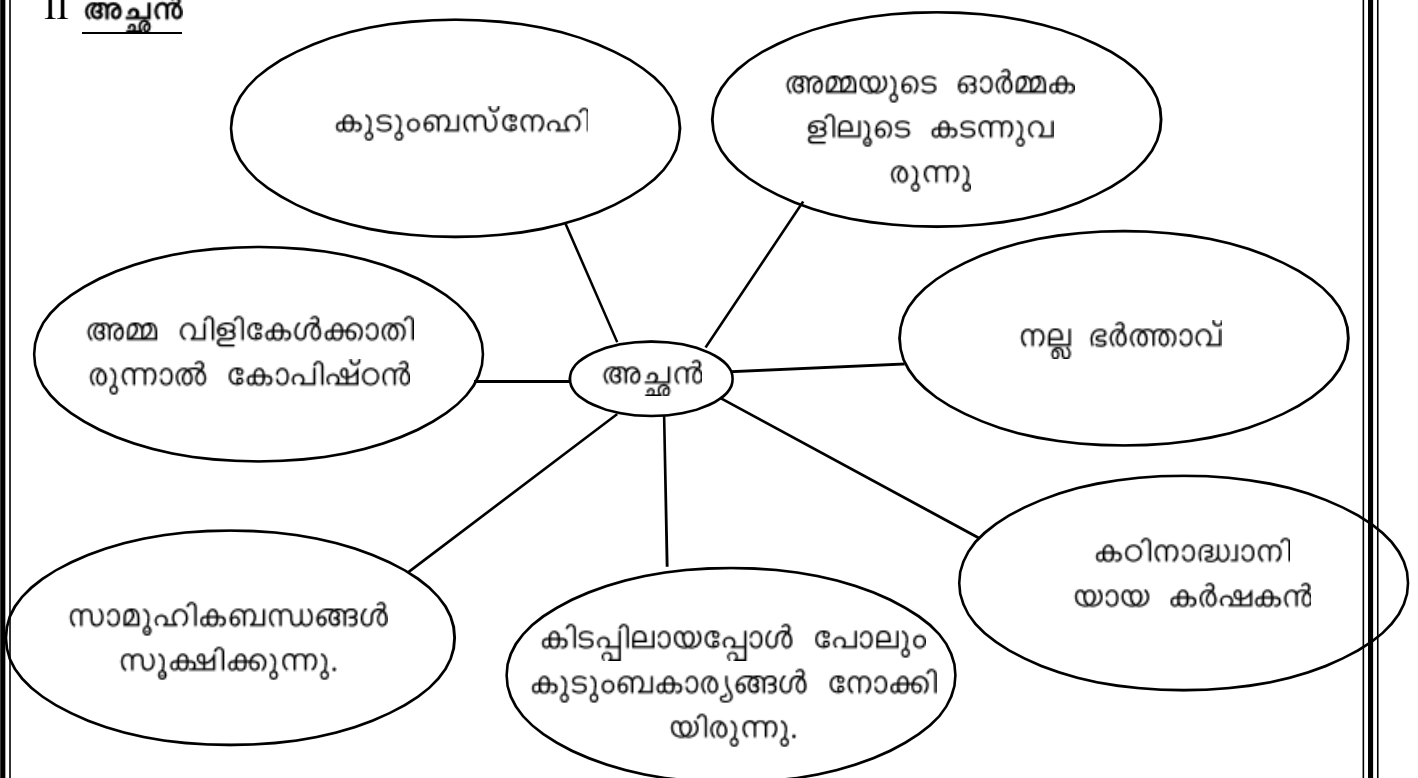 II അച്ഛൻ
കുടുംബസ്നേഹി
അമ്മയുടെ ഓർമ്മക
ളിലൂടെ കടന്നുവ
രുന്നു
അമ്മ വിളികേൾക്കാതി
രുന്നാൽ കോപിഷ്ഠൻ
അച്ഛൻ
നല്ല ഭർത്താവ്
കഠിനാദ്ധ്വാനി
യായ കർഷകൻ
സാമൂഹികബന്ധങ്ങൾ
സൂക്ഷിക്കുന്നു.
കിടപ്പിലായപ്പോൾ പോലും
കുടുംബകാര്യങ്ങൾ നോക്കി
യിരുന്നു.